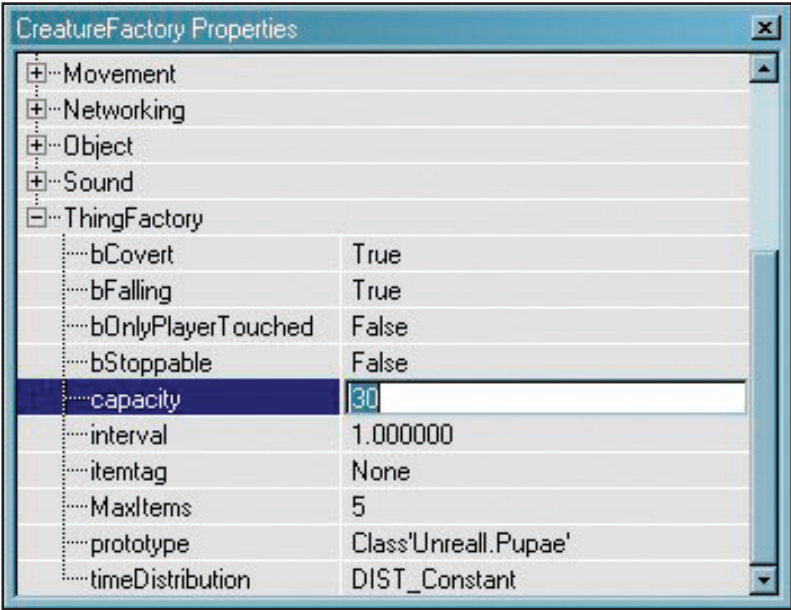 CreatureFactory Properties
Movement
Networking
Object
Sound
ThingFactory
bCovert True
bFalling True
bOnlyPlayerTouched False
bStoppable False
capacity 30
interval 1.000000
itemtag None
MaxItems 5
prototype Class'UnrealI.Pupae'
timeDistribution DIST_Constant